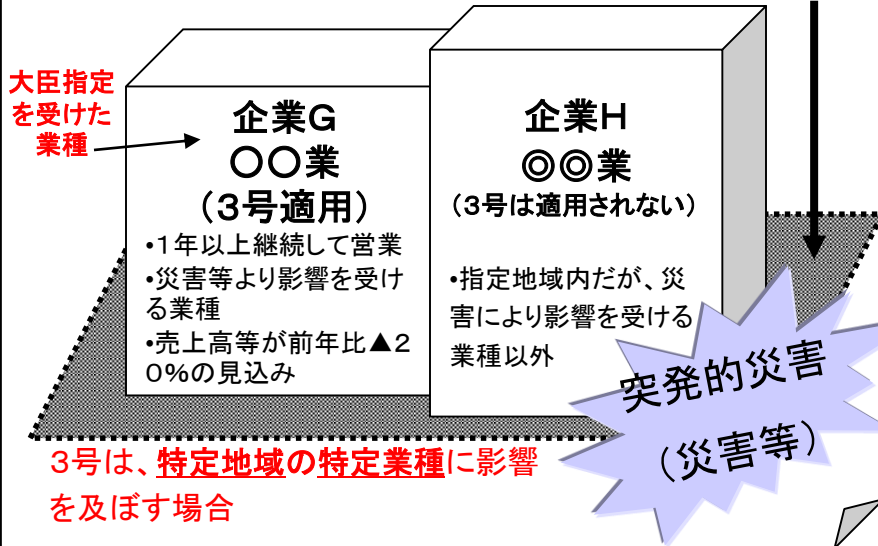 大臣指定
を受けた
業種
企業G
○○業
（3号適用）
•1年以上継続して営業
•災害等より影響を受け
る業種
•売上高等が前年比▲2
0%の見込み
企業H
◎◎業
（3号は適用されない）
•指定地域内だが、災
害により影響を受ける
業種以外
突発的災害
（災害等）
3号は、特定地域の特定業種に影響
を及ぼす場合